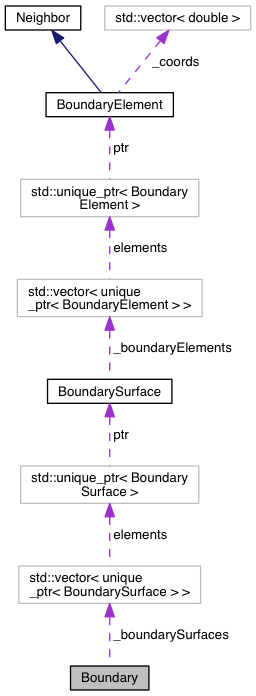 Neighbor
std::vector< double >
_coords
BoundaryElement
ptr
std::unique_ptr< Boundary
Element >
elements
std::vector< unique
_ptr< BoundaryElement > >
_boundaryElements
BoundarySurface
ptr
std::unique_ptr< Boundary
Surface >
elements
std::vector< unique
_ptr< BoundarySurface > >
_boundarySurfaces
Boundary